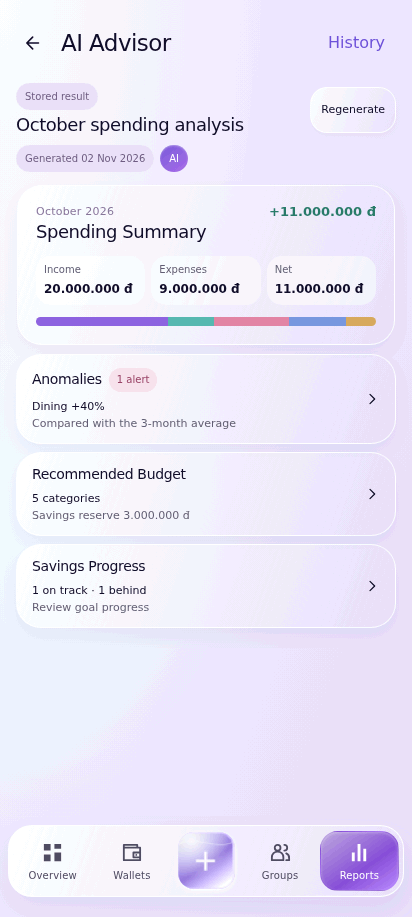 AI Advisor
History
Stored result
October spending analysis
Regenerate
Generated 02 Nov 2026
AI
October 2026
+11.000.000 đ
Spending Summary
Income
Expenses
Net
20.000.000 đ
9.000.000 đ
11.000.000 đ
Anomalies
1 alert
Dining +40%
Compared with the 3-month average
Recommended Budget
5 categories
Savings reserve 3.000.000 đ
Savings Progress
1 on track · 1 behind
Review goal progress
Overview
Wallets
Groups
Reports